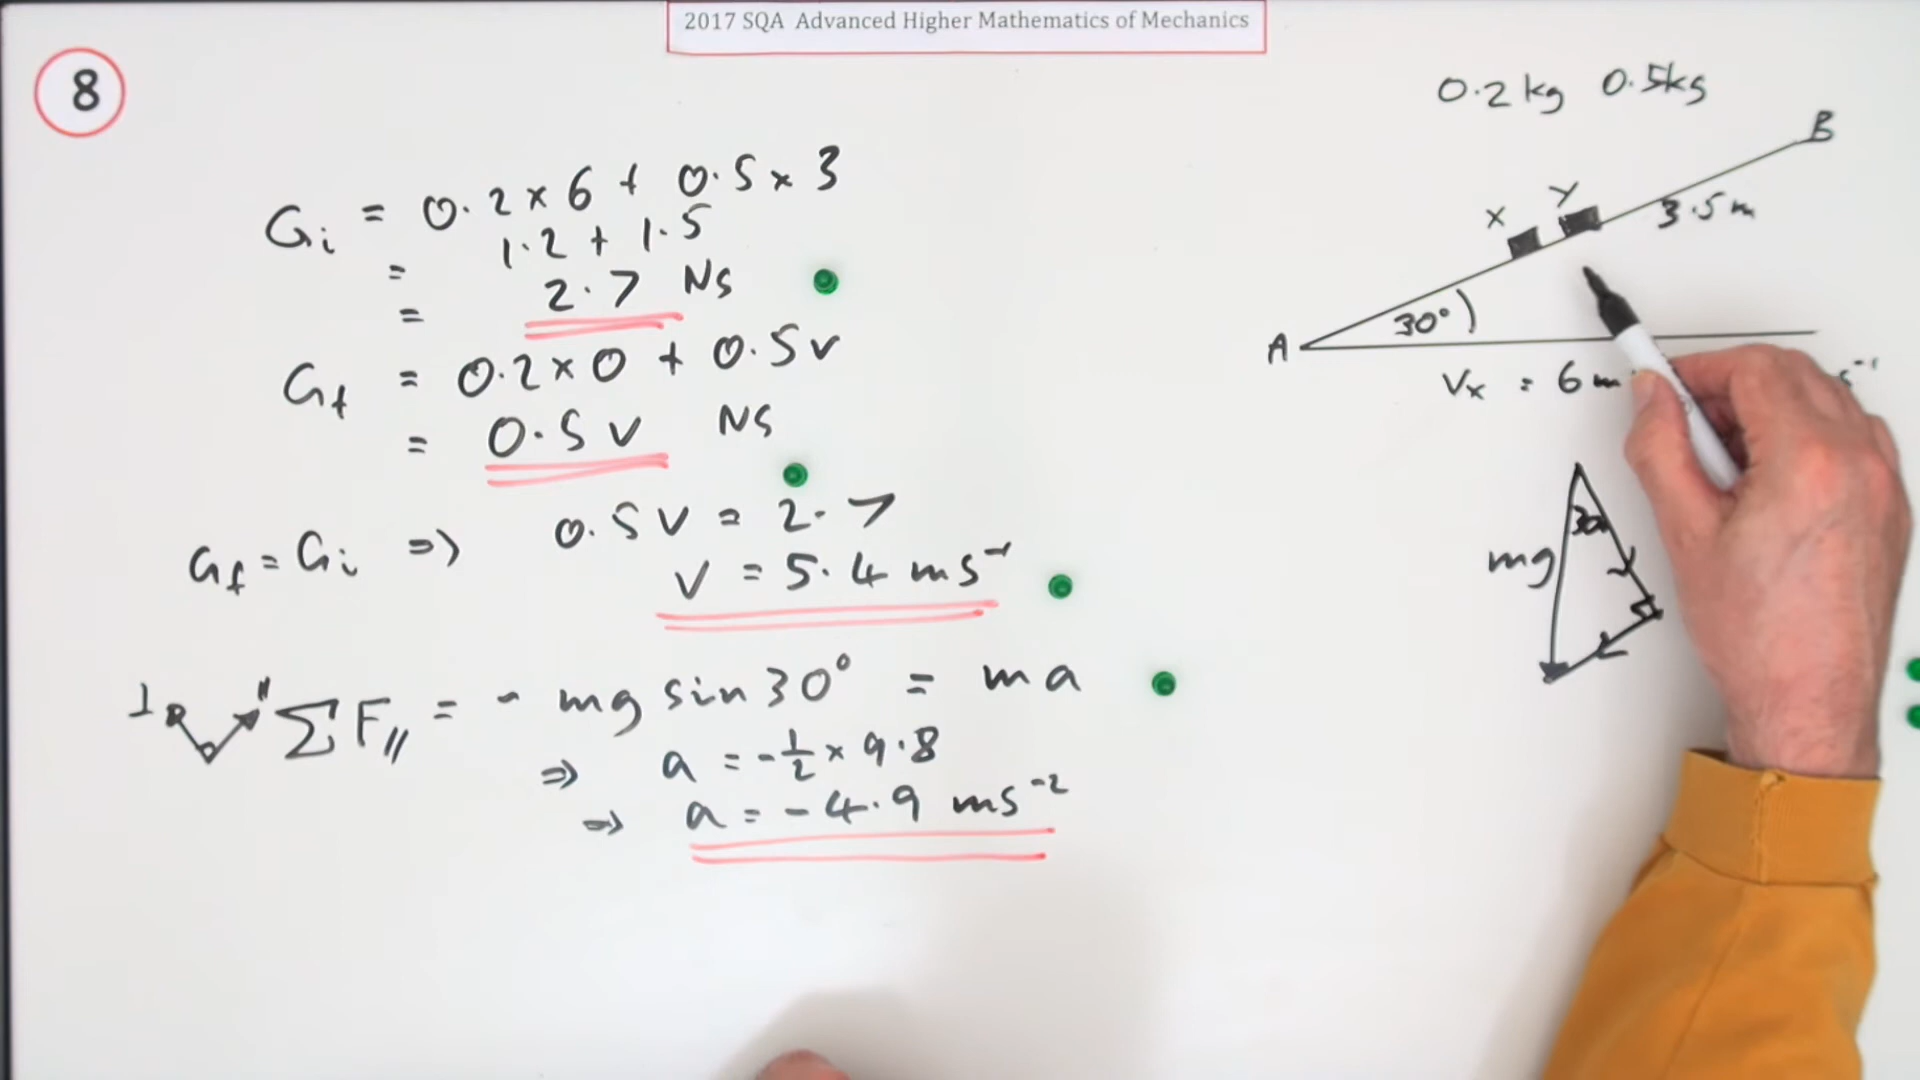 2017 SQA Advanced Higher Mathematics of Mechanics
8
Gi = 0.2 × 6 + 0.5 × 3
= 1.2 + 1.5
= 2.7 Ns
Gf = 0.2 × 0 + 0.5v
= 0.5v Ns
Gf = Gi ⇒ 0.5v = 2.7
v = 5.4 ms⁻¹
⊥ // ΣF// = - mg sin30° = ma
⇒ a = -½ × 9.8
⇒ a = -4.9 ms⁻²
0.2kg 0.5kg
B
X Y
3.5m
30°
A
Vx = 6m s⁻¹
30
mg